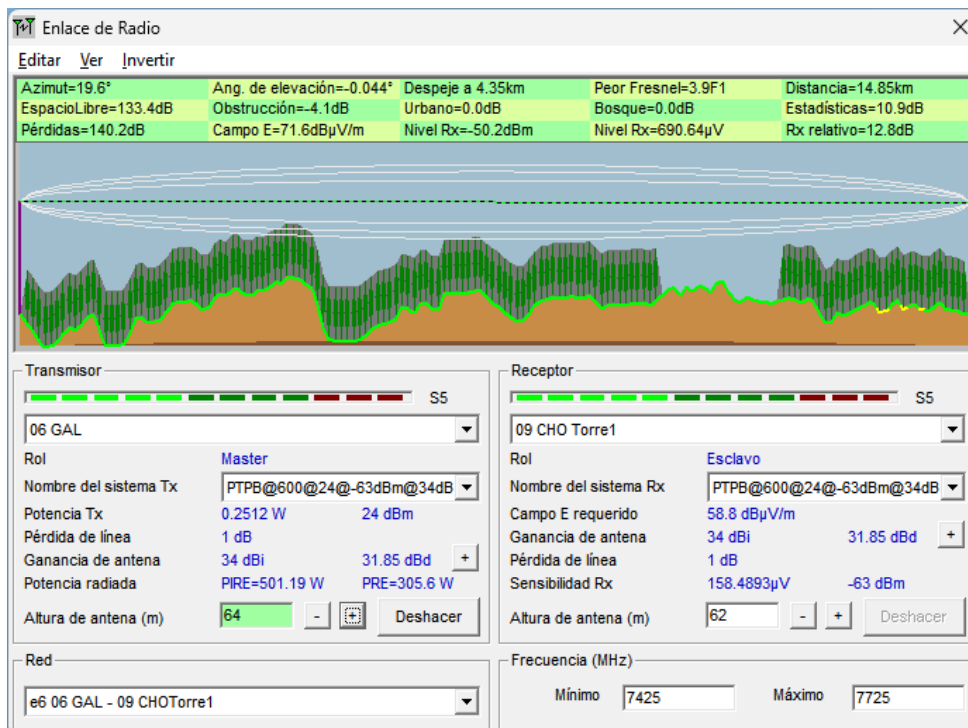 Enlace de Radio
Editar Ver Invertir
Azimut=19.6° Ang. de elevación=-0.044° Despeje a 4.35km Peor Fresnel=3.9F1 Distancia=14.85km
EspacioLibre=133.4dB Obstrucción=-4.1dB Urbano=0.0dB Bosque=0.0dB Estadísticas=10.9dB
Pérdidas=140.2dB Campo E=71.6dBµV/m Nivel Rx=-50.2dBm Nivel Rx=690.64µV Rx relativo=12.8dB
Transmisor
S5
06 GAL
Rol Master
Nombre del sistema Tx PTPB@600@24@-63dBm@34dB
Potencia Tx 0.2512 W 24 dBm
Pérdida de línea 1 dB
Ganancia de antena 34 dBi 31.85 dBd +
Potencia radiada PIRE=501.19 W PRE=305.6 W
Altura de antena (m) 64 - + Deshacer
Receptor
S5
09 CHO Torre1
Rol Esclavo
Nombre del sistema Rx PTPB@600@24@-63dBm@34dB
Campo E requerido 58.8 dBµV/m
Ganancia de antena 34 dBi 31.85 dBd +
Pérdida de línea 1 dB
Sensibilidad Rx 158.4893µV -63 dBm
Altura de antena (m) 62 - + Deshacer
Red
e6 06 GAL - 09 CHOTorre1
Frecuencia (MHz)
Mínimo 7425 Máximo 7725